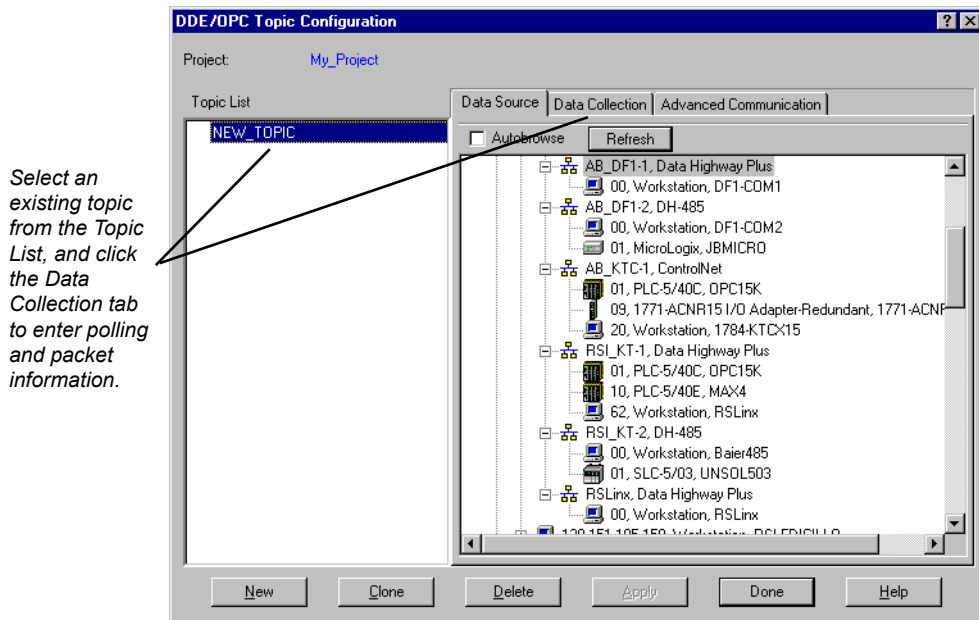 DDE/OPC Topic Configuration
Project: My_Project
Topic List
Data Source Data Collection Advanced Communication
NEW_TOPIC
Autobrowse Refresh
Select an
existing topic
from the Topic
List, and click
the Data
Collection tab
to enter polling
and packet
information.
AB_DF1-1, Data Highway Plus
00, Workstation, DF1-COM1
AB_DF1-2, DH-485
00, Workstation, DF1-COM2
01, MicroLogix, JBMICRO
AB_KTC-1, ControlNet
01, PLC-5/40C, OPC15K
09, 1771-ACNR15 I/O Adapter-Redundant, 1771-ACNR
20, Workstation, 1784-KTCX15
RSI_KT-1, Data Highway Plus
01, PLC-5/40C, OPC15K
10, PLC-5/40E, MAX4
62, Workstation, RSLinx
RSI_KT-2, DH-485
00, Workstation, Baier485
01, SLC-5/03, UNSOL503
RSLinx, Data Highway Plus
00, Workstation, RSLinx
New Clone Delete Apply Done Help